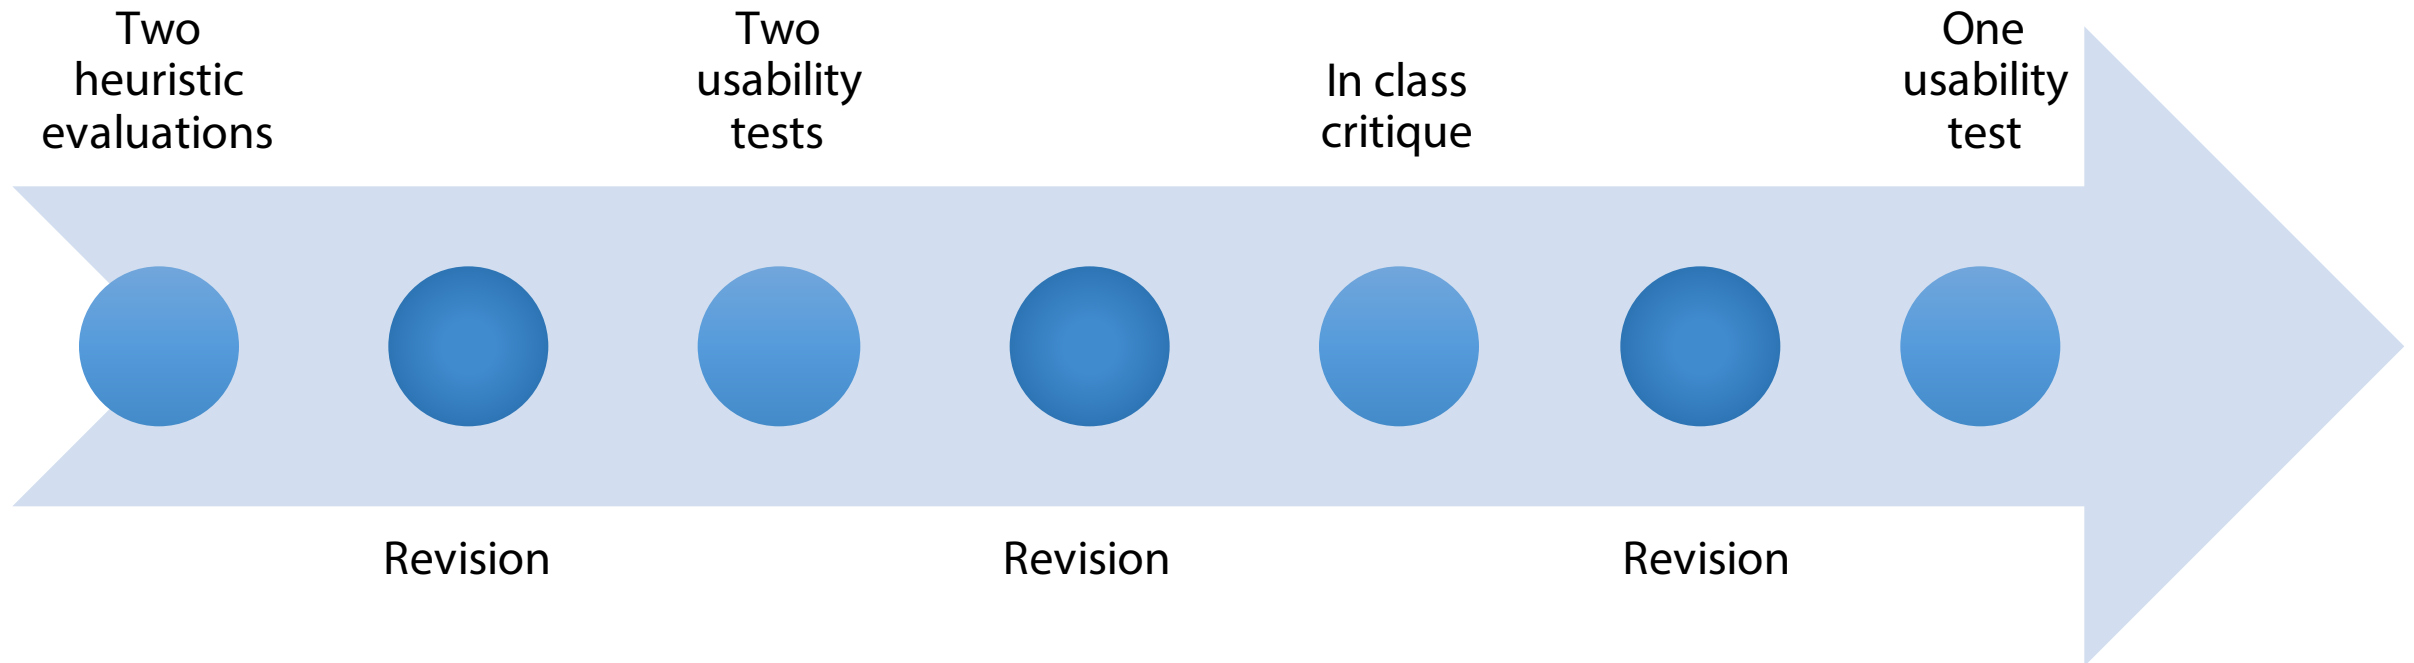 Two
heuristic
evaluations
Two
usability
tests
In class
critique
One
usability
test
Revision
Revision
Revision